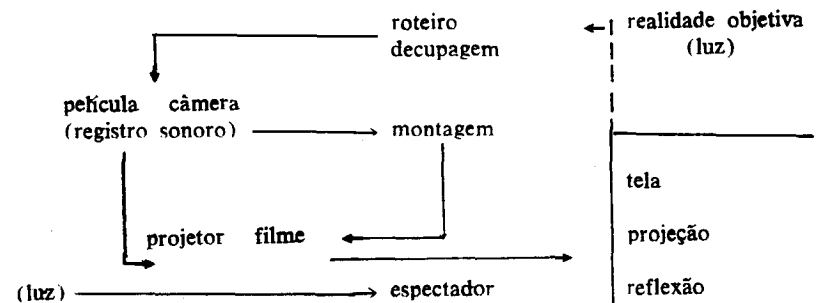 roteiro
decupagem
realidade objetiva
(luz)
película câmera
(registro sonoro)
montagem
tela
projetor filme
projeção
(luz)
espectador
reflexão